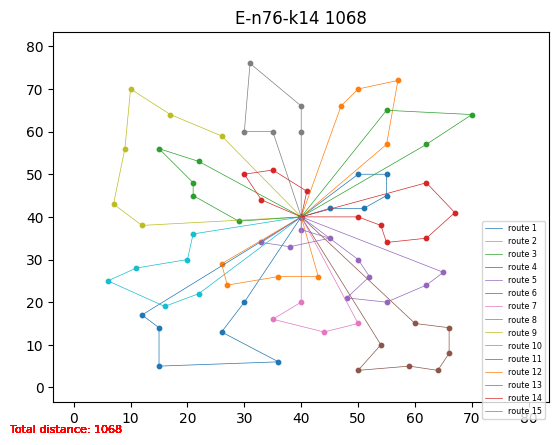 E-n76-k14 1068
80
70
60
50
40
30
20
10
0
0 10 20 30 40 50 60 70 80
route 1
route 2
route 3
route 4
route 5
route 6
route 7
route 8
route 9
route 10
route 11
route 12
route 13
route 14
route 15
Total distance: 1068